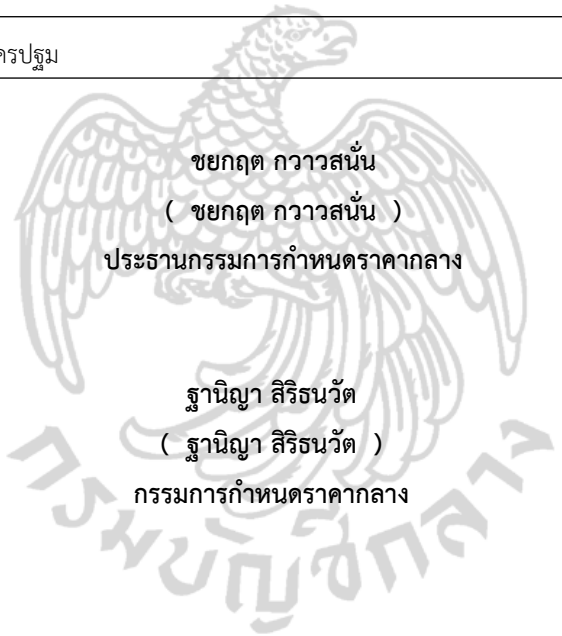 ครปฐม
ชยกฤต กวาวสนั่น
( ชยกฤต กวาวสนั่น )
ประธานกรรมการกำหนดราคากลาง
ฐานิญา สิริธนวัต
( ฐานิญา สิริธนวัต )
กรรมการกำหนดราคากลาง
กรมบัญชีกลาง